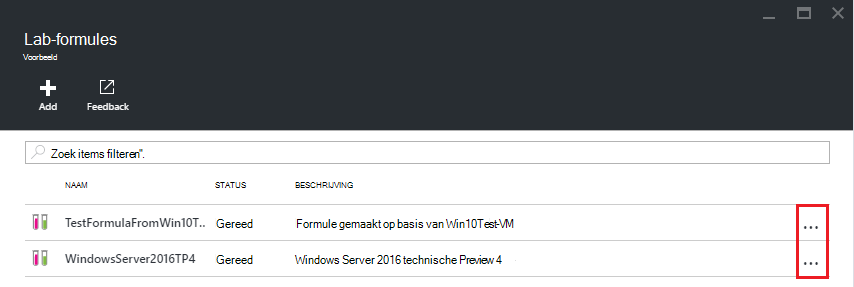 Lab-formules
Voorbeeld
Add Feedback
Zoek items filteren".
NAAM STATUS BESCHRIJVING
TestFormulaFromWin10T.. Gereed Formule gemaakt op basis van Win10Test-VM ...
WindowsServer2016TP4 Gereed Windows Server 2016 technische Preview 4 ...